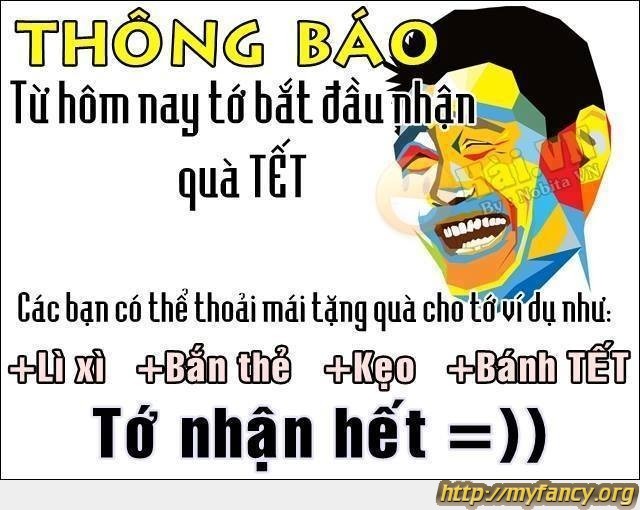 THÔNG BÁO
Từ hôm nay tớ bắt đầu nhận
quà TẾT
Hài.VN
By : Nobita VN
Các bạn có thể thoải mái tặng quà cho tớ ví dụ như:
+Lì xì +Bắn thẻ +Kẹo +Bánh TẾT
Tớ nhận hết =))
http://myfancy.org